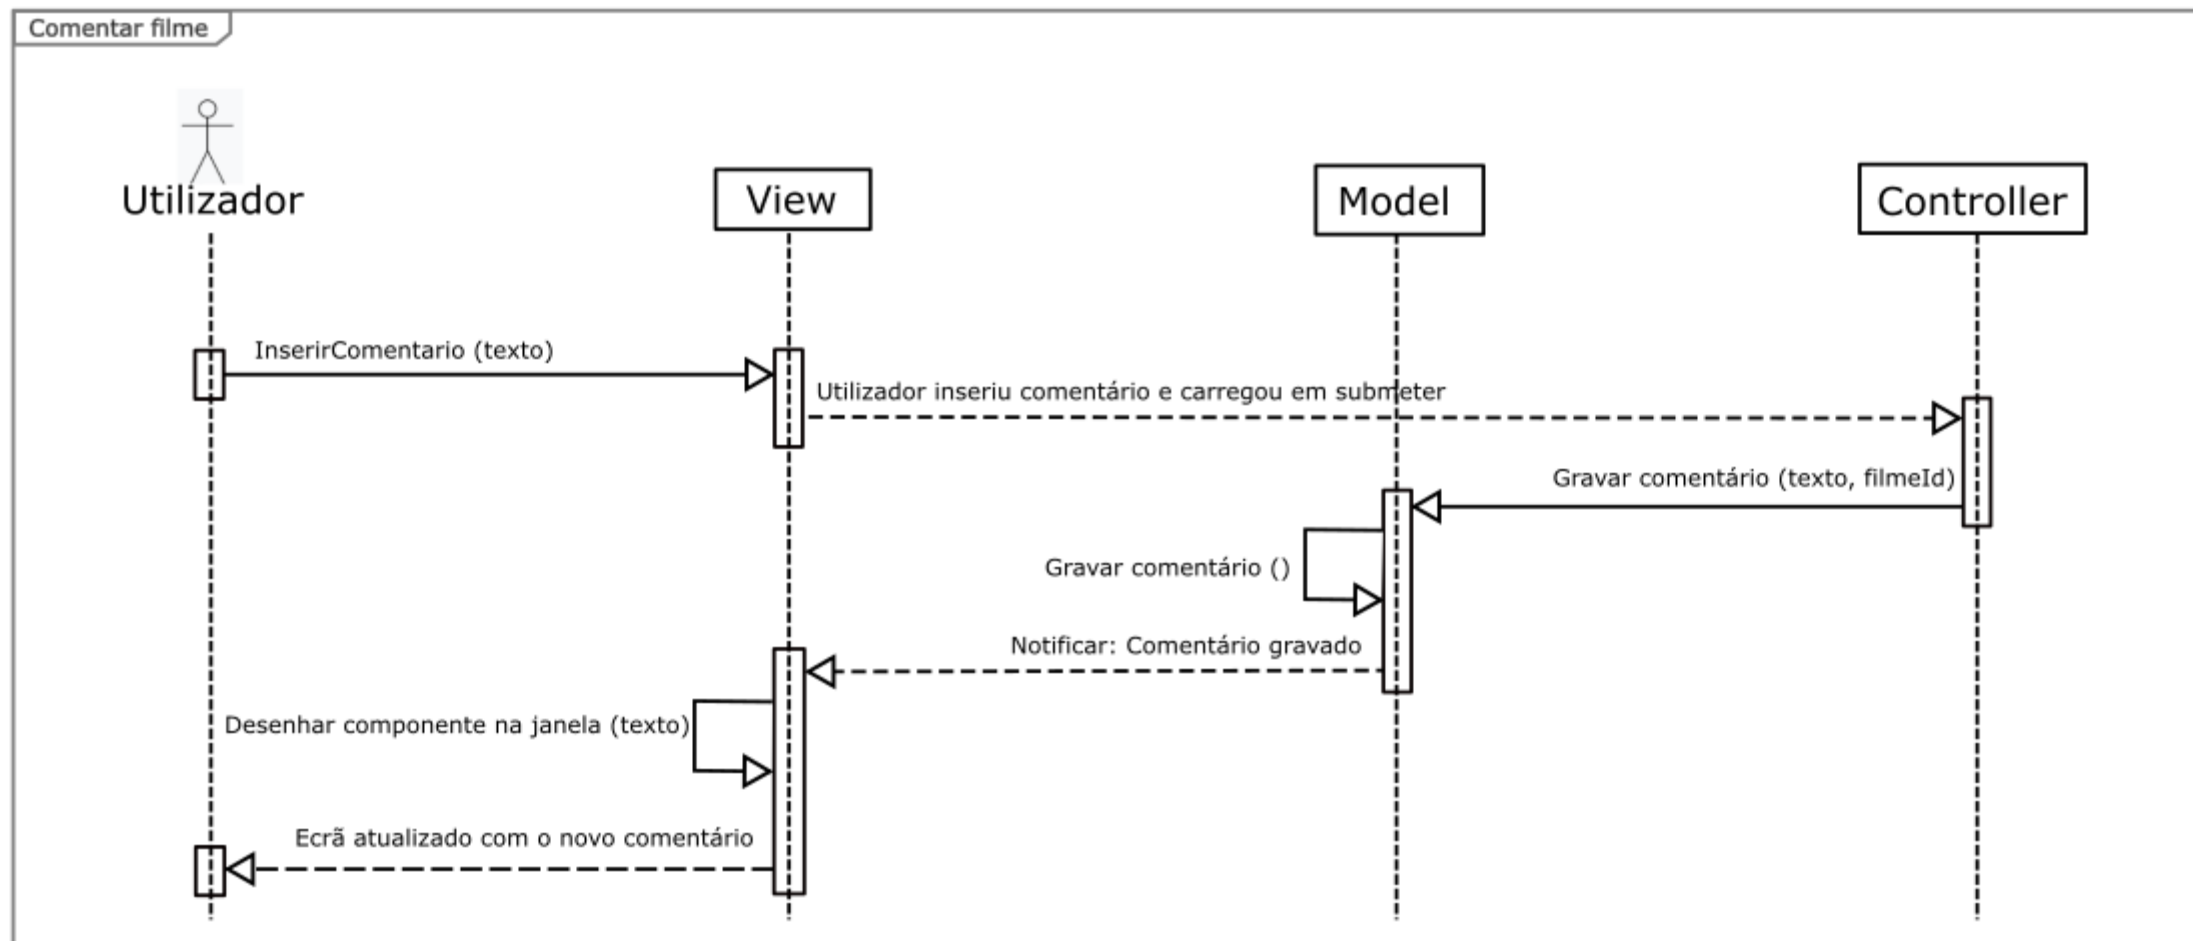 Comentar filme
Utilizador
View
Model
Controller
InserirComentario (texto)
Utilizador inseriu comentário e carregou em submeter
Gravar comentário (texto, filmeId)
Gravar comentário ()
Notificar: Comentário gravado
Desenhar componente na janela (texto)
Ecrã atualizado com o novo comentário